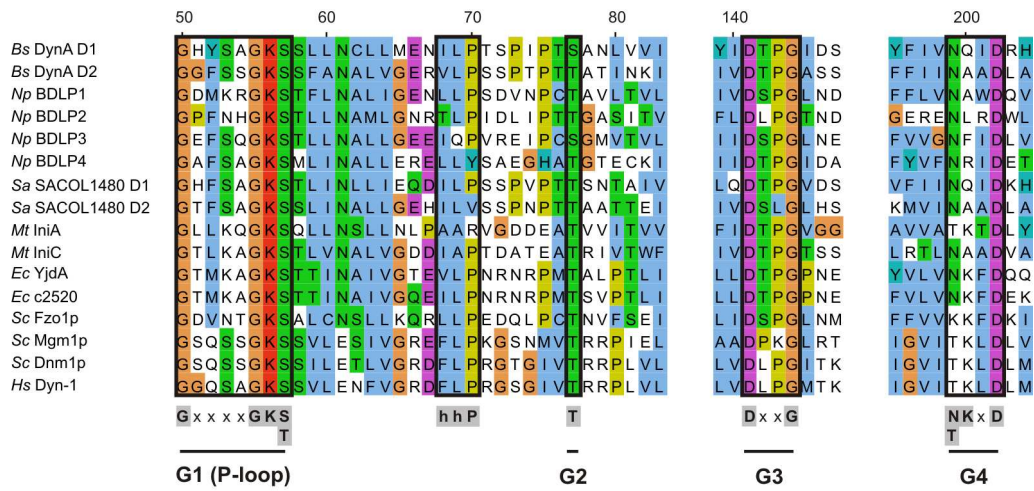 50 60 70 80 140 200
Bs DynA D1 GHYSAGKSSLLNCLLMENILPTSPIPTSANLVVI YIDTPGIDS YFIVNQIDRH
Bs DynA D2 GGFSSGKSSFANALVGERVLPSSPTPTTATINKI IVDTPGASS FFIINAADLA
Np BDLP1 GDMKRGKSTFLNALIGENLLPSDVNPCTAVLTVL IVDSPGLND FFLVNAWDQV
Np BDLP2 GPFNHGKSTLLNAMLGNRTLPIDLIPTTGASITV FLDLPGTND GERENLRDWL
Np BDLP3 GEFSQGKSTLLNALLGEEIQPVREIPCSGMVTVL IIDSPGLNE
Np BDLP4 GAFSAGKSMLINALERELLYSAEGHATGTECKI IIDTPGIDA FYVFNRIDET
Sa SACOL1480 D1 GHFSAGKSTLINLLIEQDILPSSPVPTTSNTAIV LQDTPGVDS VFIINQIDKH
Sa SACOL1480 D2 GTFSAGKSSLINALLGEHILVSSPNPTTAATTEI IVDSLGLHS KMVINAADLA
Mt IniA GLLKQGKSQLLNSLLNLPAARVGDDEATVVITVV FIDTPGVGG AVVATKTDLY
Mt IniC GTLKAGKSTLVNALVGDDIAPTDATEATRIVTWF LIDTPGTSS LRTLNAADVA
Ec YjdA GTMKAGKSTTINAIVGTEVLPNRNRPMTALPTLI LLDTPGPNE YVLVNKFDQQ
Ec c2520 GTMKAGKSTTINAIVGQEILPNRNRPMTSVPTLI LLDTPGPNE FVLVNKFDEK
Sc Fzo1p GDVNTGKSALCNSLLKQRLLPEDQLPCTNVFSEI LIDSPGLNM FFVVKKFDKI
Sc Mgm1p GSQSSGKSSVLESIVGREFLPKGSNMVTRRPIEL AADPKGLRT IGVITKLDLV
Sc Dnm1p GSQSSGKSSILETLVGRDFLPRGTGIVTRRPLVL LVDLPGITK IGVITKLDLM
Hs Dyn-1 GGQSAGKSSVLENFVGRDFLPRGSGIVTRRPLVL LVDLPGMTK IGVITKLDLM
GxxxxGKS hhP T DxxG NKxD
T T
G1 (P-loop) G2 G3 G4